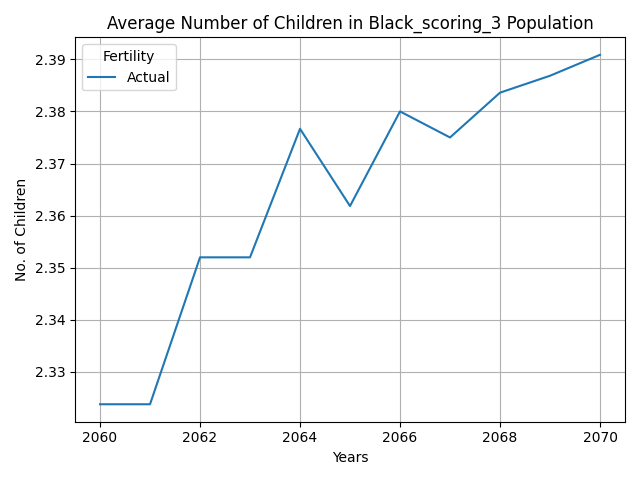 Average Number of Children in Black_scoring_3 Population
Fertility
Actual
2.39
2.38
2.37
2.36
2.35
2.34
2.33
No. of Children
2060 2062 2064 2066 2068 2070
Years